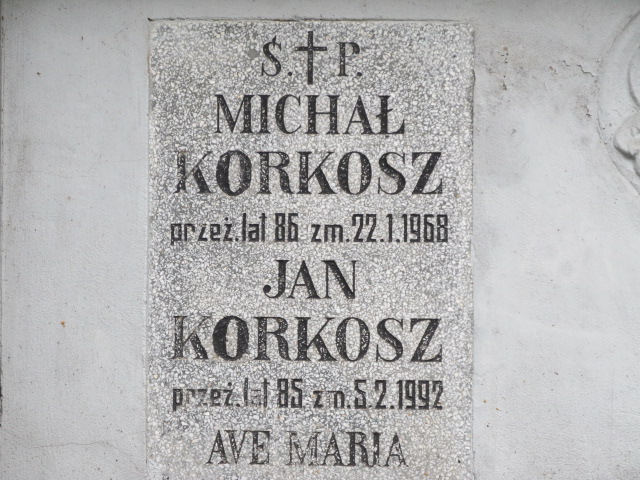 Ś.†P.
MICHAŁ
KORKOSZ
przeż. lat 86 zm. 22.1.1968
JAN
KORKOSZ
przeż. lat 85 zm. 5.2.1992
AVE MARIA